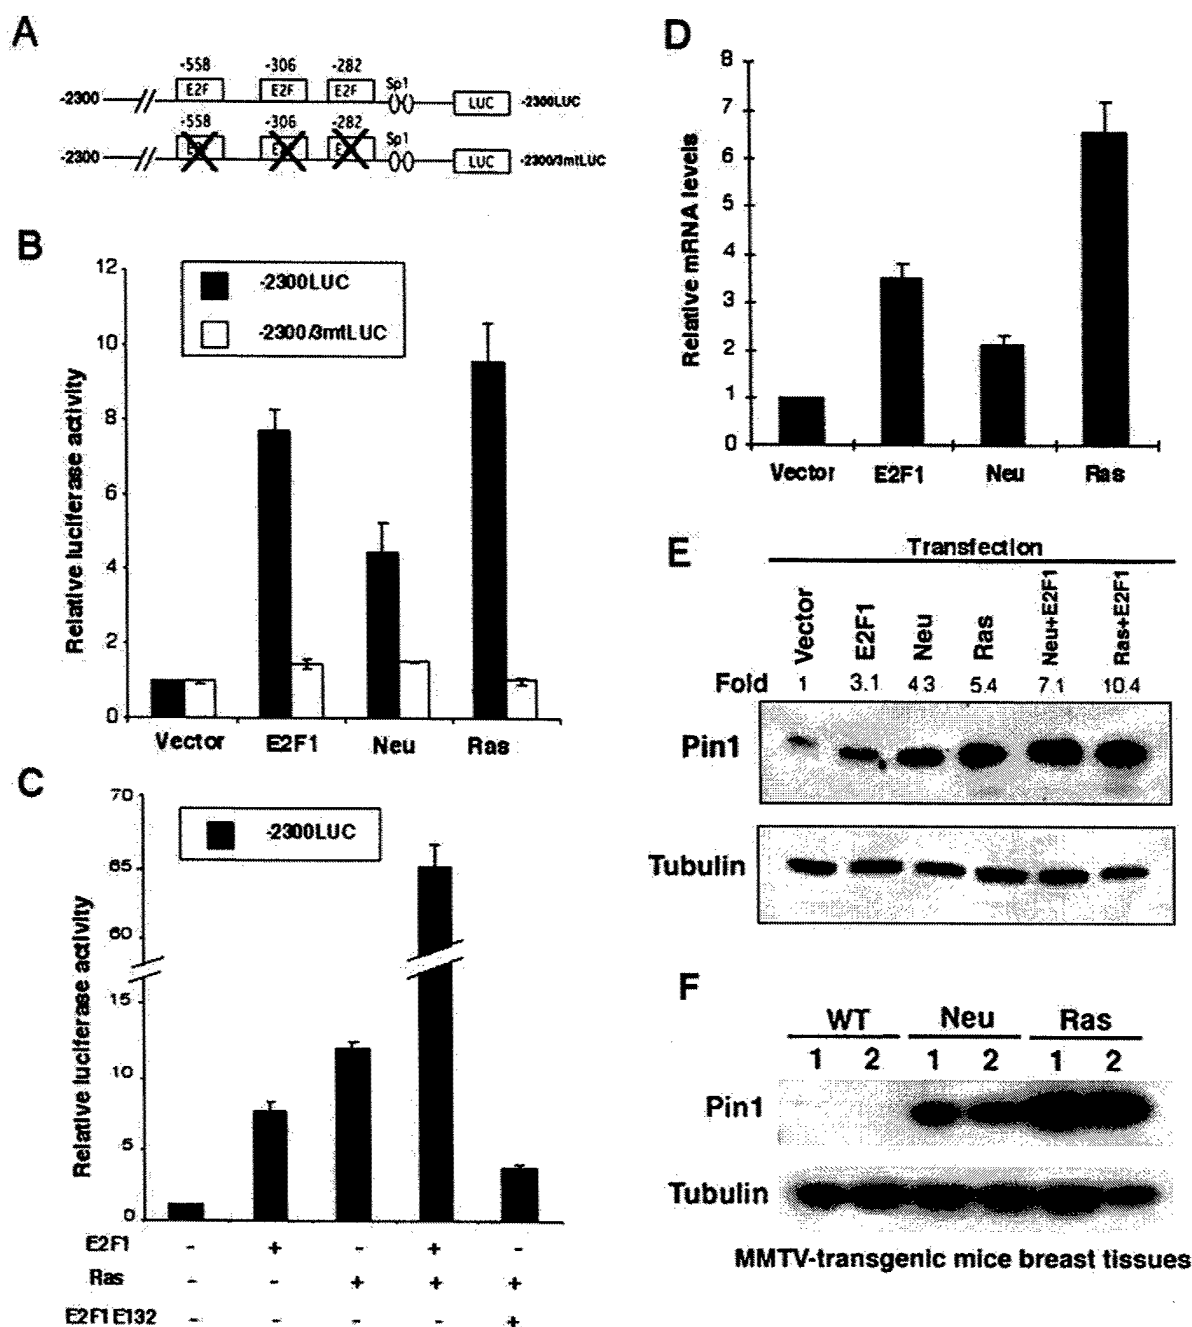 A
-558 -306 -282
-2300 E2F E2F E2F Sp1 LUC -2300LUC
-558 -306 -282
-2300 Sp1 LUC -2300/3mtLUC
B
12
10
8
6
4
2
0
Relative luciferase activity
-2300LUC
-2300/3mtLUC
Vector E2F1 Neu Ras
C
70
65
60
15
10
5
0
Relative luciferase activity
-2300LUC
E2F1 - + - + -
Ras - - + + +
E2F1 E132 - - - - +
D
8
7
6
5
4
3
2
1
0
Relative mRNA levels
Vector E2F1 Neu Ras
E
Transfection
Vector E2F1 Neu Ras Neu+E2F1 Ras+E2F1
Fold 1 3.1 4.3 5.4 7.1 10.4
Pin1
Tubulin
F
WT Neu Ras
1 2 1 2 1 2
Pin1
Tubulin
MMTV-transgenic mice breast tissues